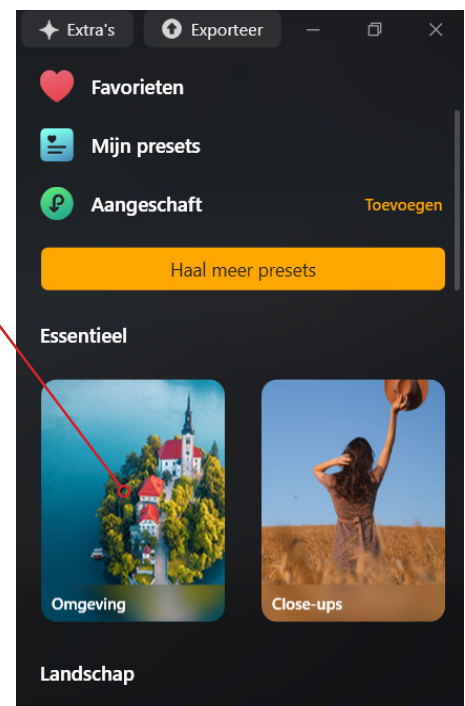 Extra's Exporteer
Favorieten
Mijn presets
Aangeschaft Toevoegen
Haal meer presets
Essentieel
Omgeving Close-ups
Landschap